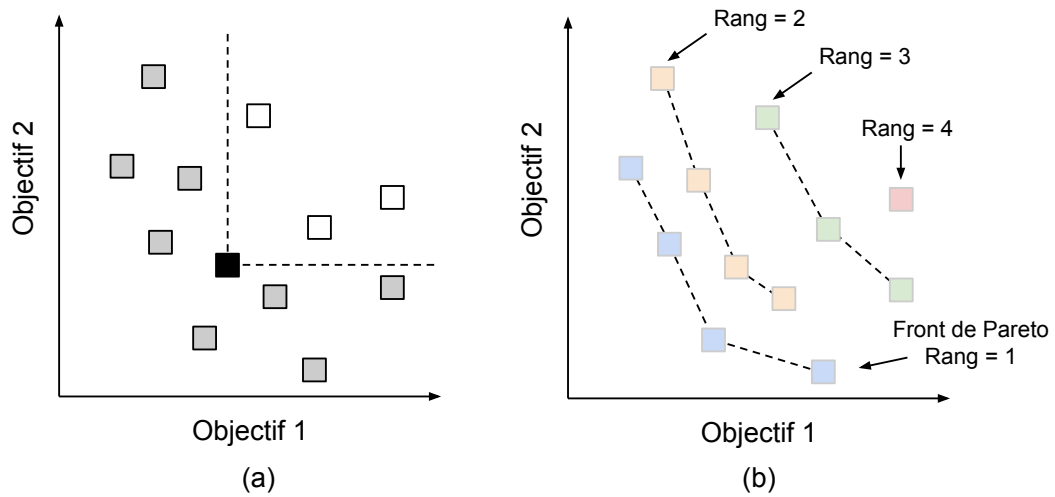 Objectif 2
Objectif 1
(a)
Rang = 2
Rang = 3
Rang = 4
Front de Pareto
Rang = 1
Objectif 2
Objectif 1
(b)